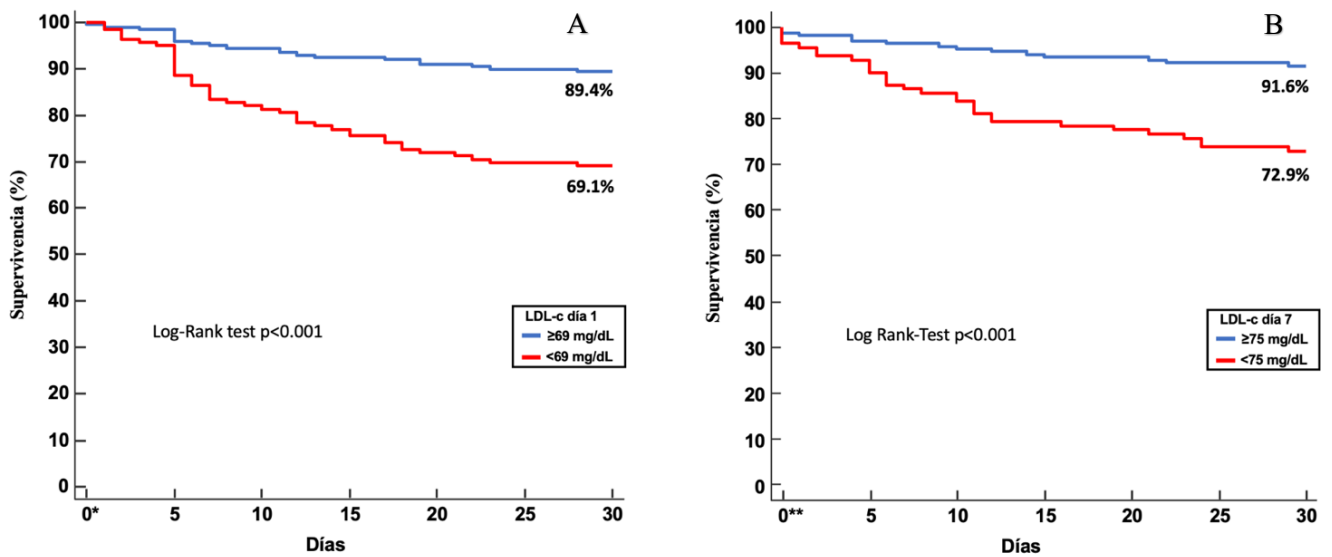 A
Supervivencia (%)
100
90
80
70
60
50
40
30
20
10
0
89.4%
69.1%
Log-Rank test p<0.001
LDL-c día 1
≥69 mg/dL
<69 mg/dL
0* 5 10 15 20 25 30
Días
B
Supervivencia (%)
100
90
80
70
60
50
40
30
20
10
0
91.6%
72.9%
Log Rank-Test p<0.001
LDL-c día 7
≥75 mg/dL
<75 mg/dL
0** 5 10 15 20 25 30
Días